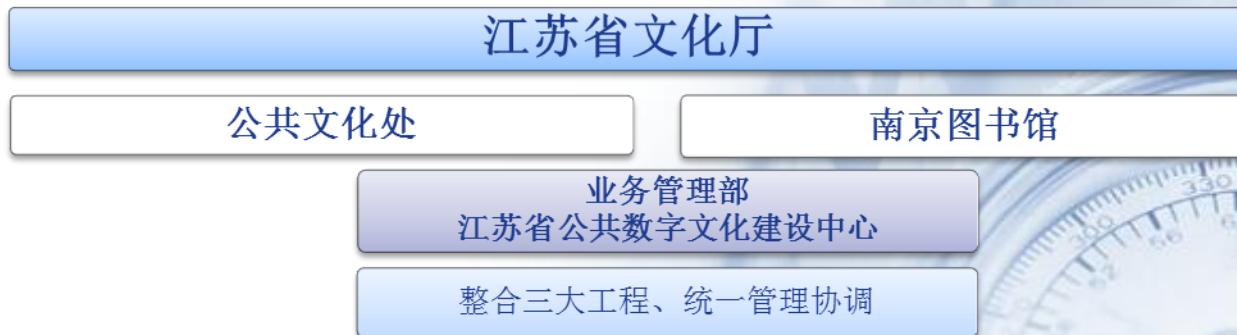 江苏省文化厅
公共文化处
南京图书馆
业务管理部
江苏省公共数字文化建设中心
整合三大工程、统一管理协调
330
300